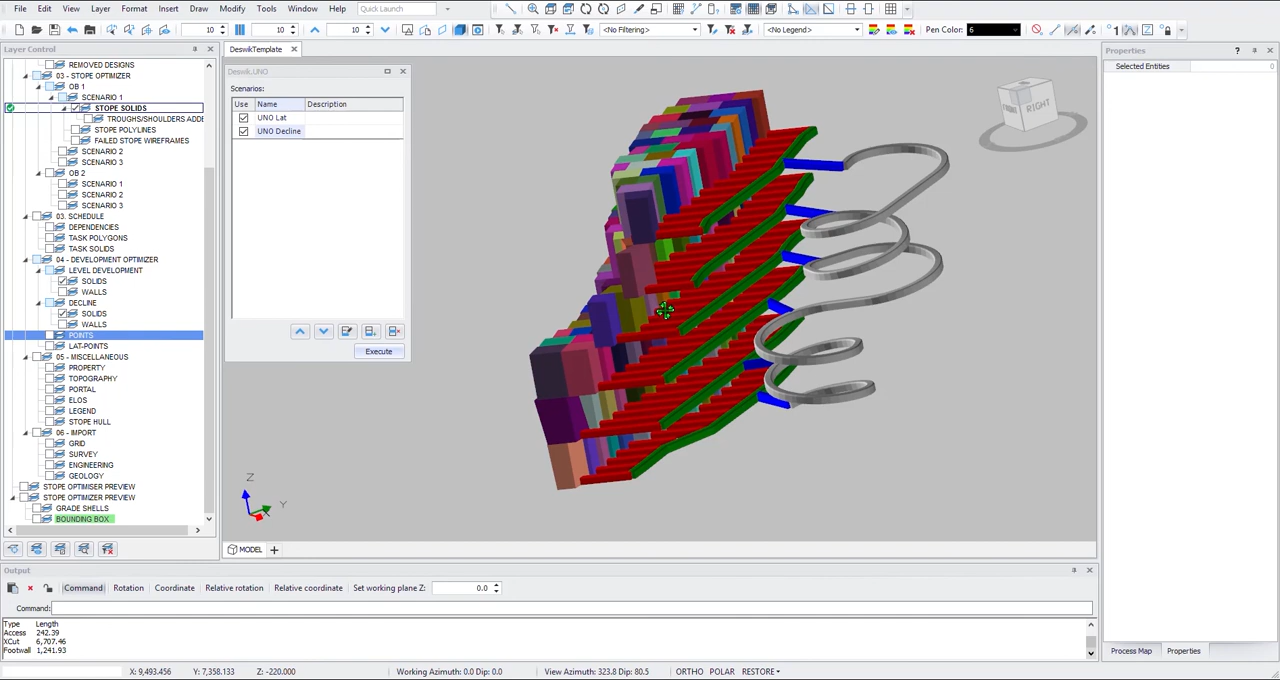 File Edit View Layer Format Insert Draw Modify Tools Window Help Quick Launch
10 10 10 <No Filtering> <No Legend> Pen Color: 6
Layer Control
REMOVED DESIGNS
03 - STOPE OPTIMIZER
OB 1
SCENARIO 1
STOPE SOLIDS
TROUGHS/SHOULDERS ADDE
STOPE POLYLINES
FAILED STOPE WIREFRAMES
SCENARIO 2
SCENARIO 3
OB 2
SCENARIO 1
SCENARIO 2
SCENARIO 3
03. SCHEDULE
DEPENDENCIES
TASK POLYGONS
TASK SOLIDS
04 - DEVELOPMENT OPTIMIZER
LEVEL DEVELOPMENT
SOLIDS
WALLS
DECLINE
SOLIDS
WALLS
POINTS
LAT-POINTS
05 - MISCELLANEOUS
PROPERTY
TOPOGRAPHY
PORTAL
ELOS
LEGEND
STOPE HULL
06 - IMPORT
GRID
SURVEY
ENGINEERING
GEOLOGY
STOPE OPTIMISER PREVIEW
STOPE OPTIMIZER PREVIEW
GRADE SHELLS
BOUNDING BOX
DeswikTemplate
Deswik.UNO
Scenarios:
Use Name Description
UNO Lat
UNO Decline
Execute
RIGHT
Z
Y
MODEL
Properties
Selected Entities 0
Process Map Properties
Output
Command Rotation Coordinate Relative rotation Relative coordinate Set working plane Z: 0.0
Command:
Type Length
Access 242.39
XCut 6,707.46
Footwall 1,241.93
X: 9,493.456 Y: 7,358.133 Z: -220.000 Working Azimuth: 0.0 Dip: 0.0 View Azimuth: 323.8 Dip: 80.5 ORTHO POLAR RESTORE